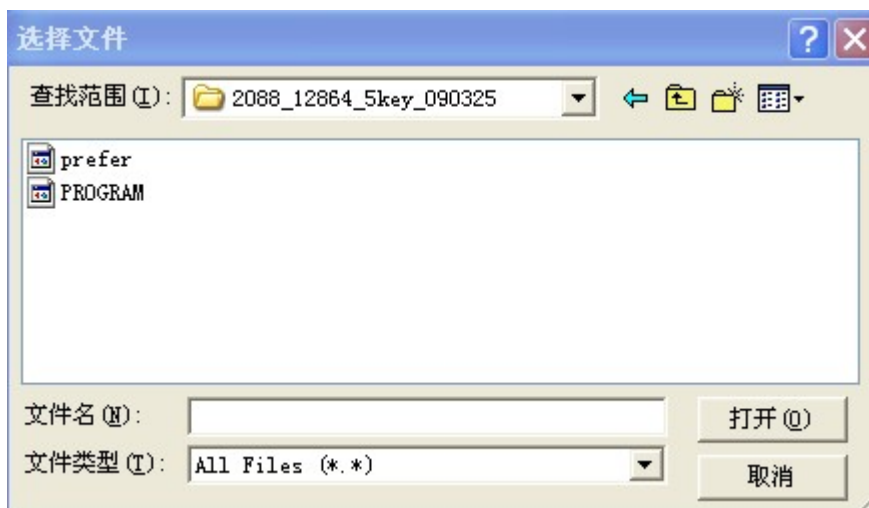 选择文件
查找范围(I): 2088_12864_5key_090325
prefer
PROGRAM
文件名(N): 打开(O)
文件类型(T): All Files (*.*) 取消